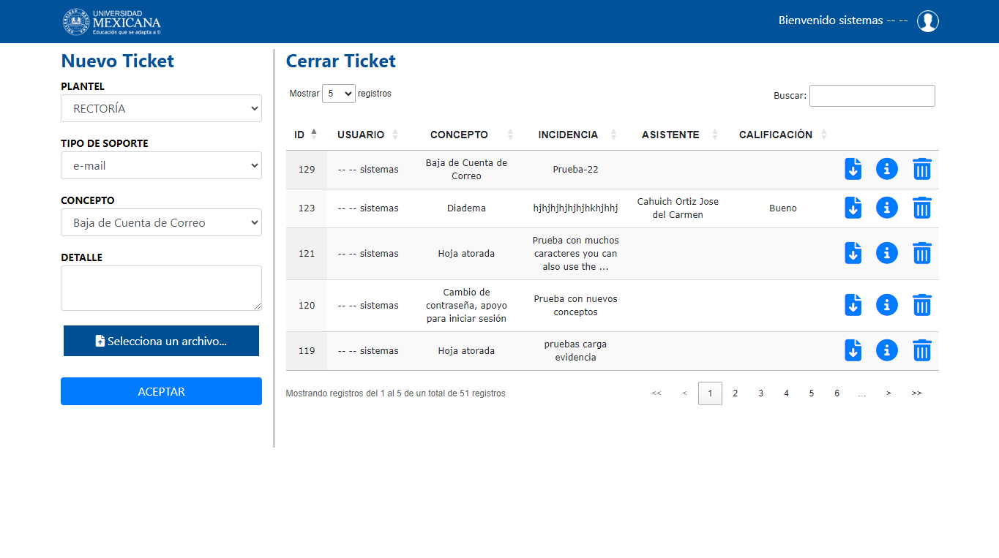 UNIVERSIDAD
MEXICANA
Educación que se adapta a ti
Bienvenido sistemas -- --
Nuevo Ticket
PLANTEL
RECTORÍA
TIPO DE SOPORTE
e-mail
CONCEPTO
Baja de Cuenta de Correo
DETALLE
Selecciona un archivo...
ACEPTAR
Cerrar Ticket
Mostrar 5 registros
Buscar:
ID USUARIO CONCEPTO INCIDENCIA ASISTENTE CALIFICACIÓN
129 -- -- sistemas Baja de Cuenta de
Correo Prueba-22
123 -- -- sistemas Diadema hjhjhjhjhjhjhkhjhhj Cahuich Ortiz Jose
del Carmen Bueno
121 -- -- sistemas Hoja atorada Prueba con muchos
caracteres you can
also use the ...
120 -- -- sistemas Cambio de
contraseña, apoyo
para iniciar sesión Prueba con nuevos
conceptos
119 -- -- sistemas Hoja atorada pruebas carga
evidencia
Mostrando registros del 1 al 5 de un total de 51 registros
<< < 1 2 3 4 5 6 ... > >>